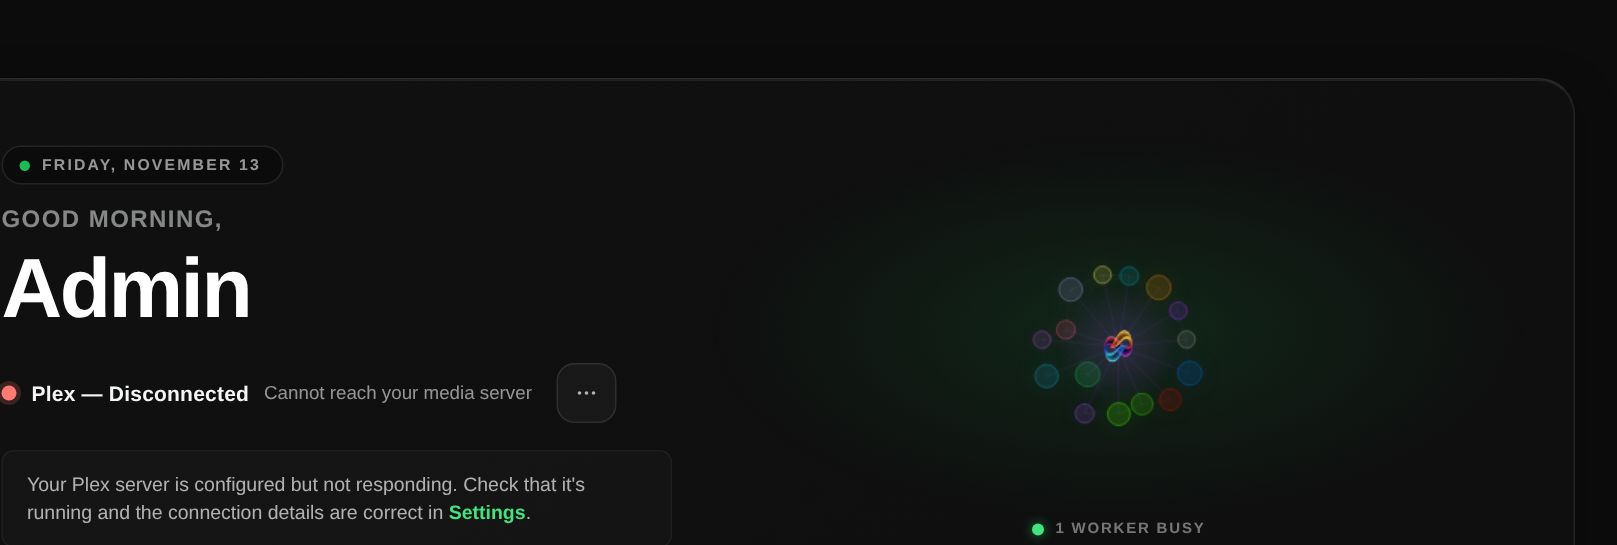 FRIDAY, NOVEMBER 13
GOOD MORNING,
Admin
Plex — Disconnected Cannot reach your media server ...
Your Plex server is configured but not responding. Check that it's
running and the connection details are correct in Settings.
1 WORKER BUSY